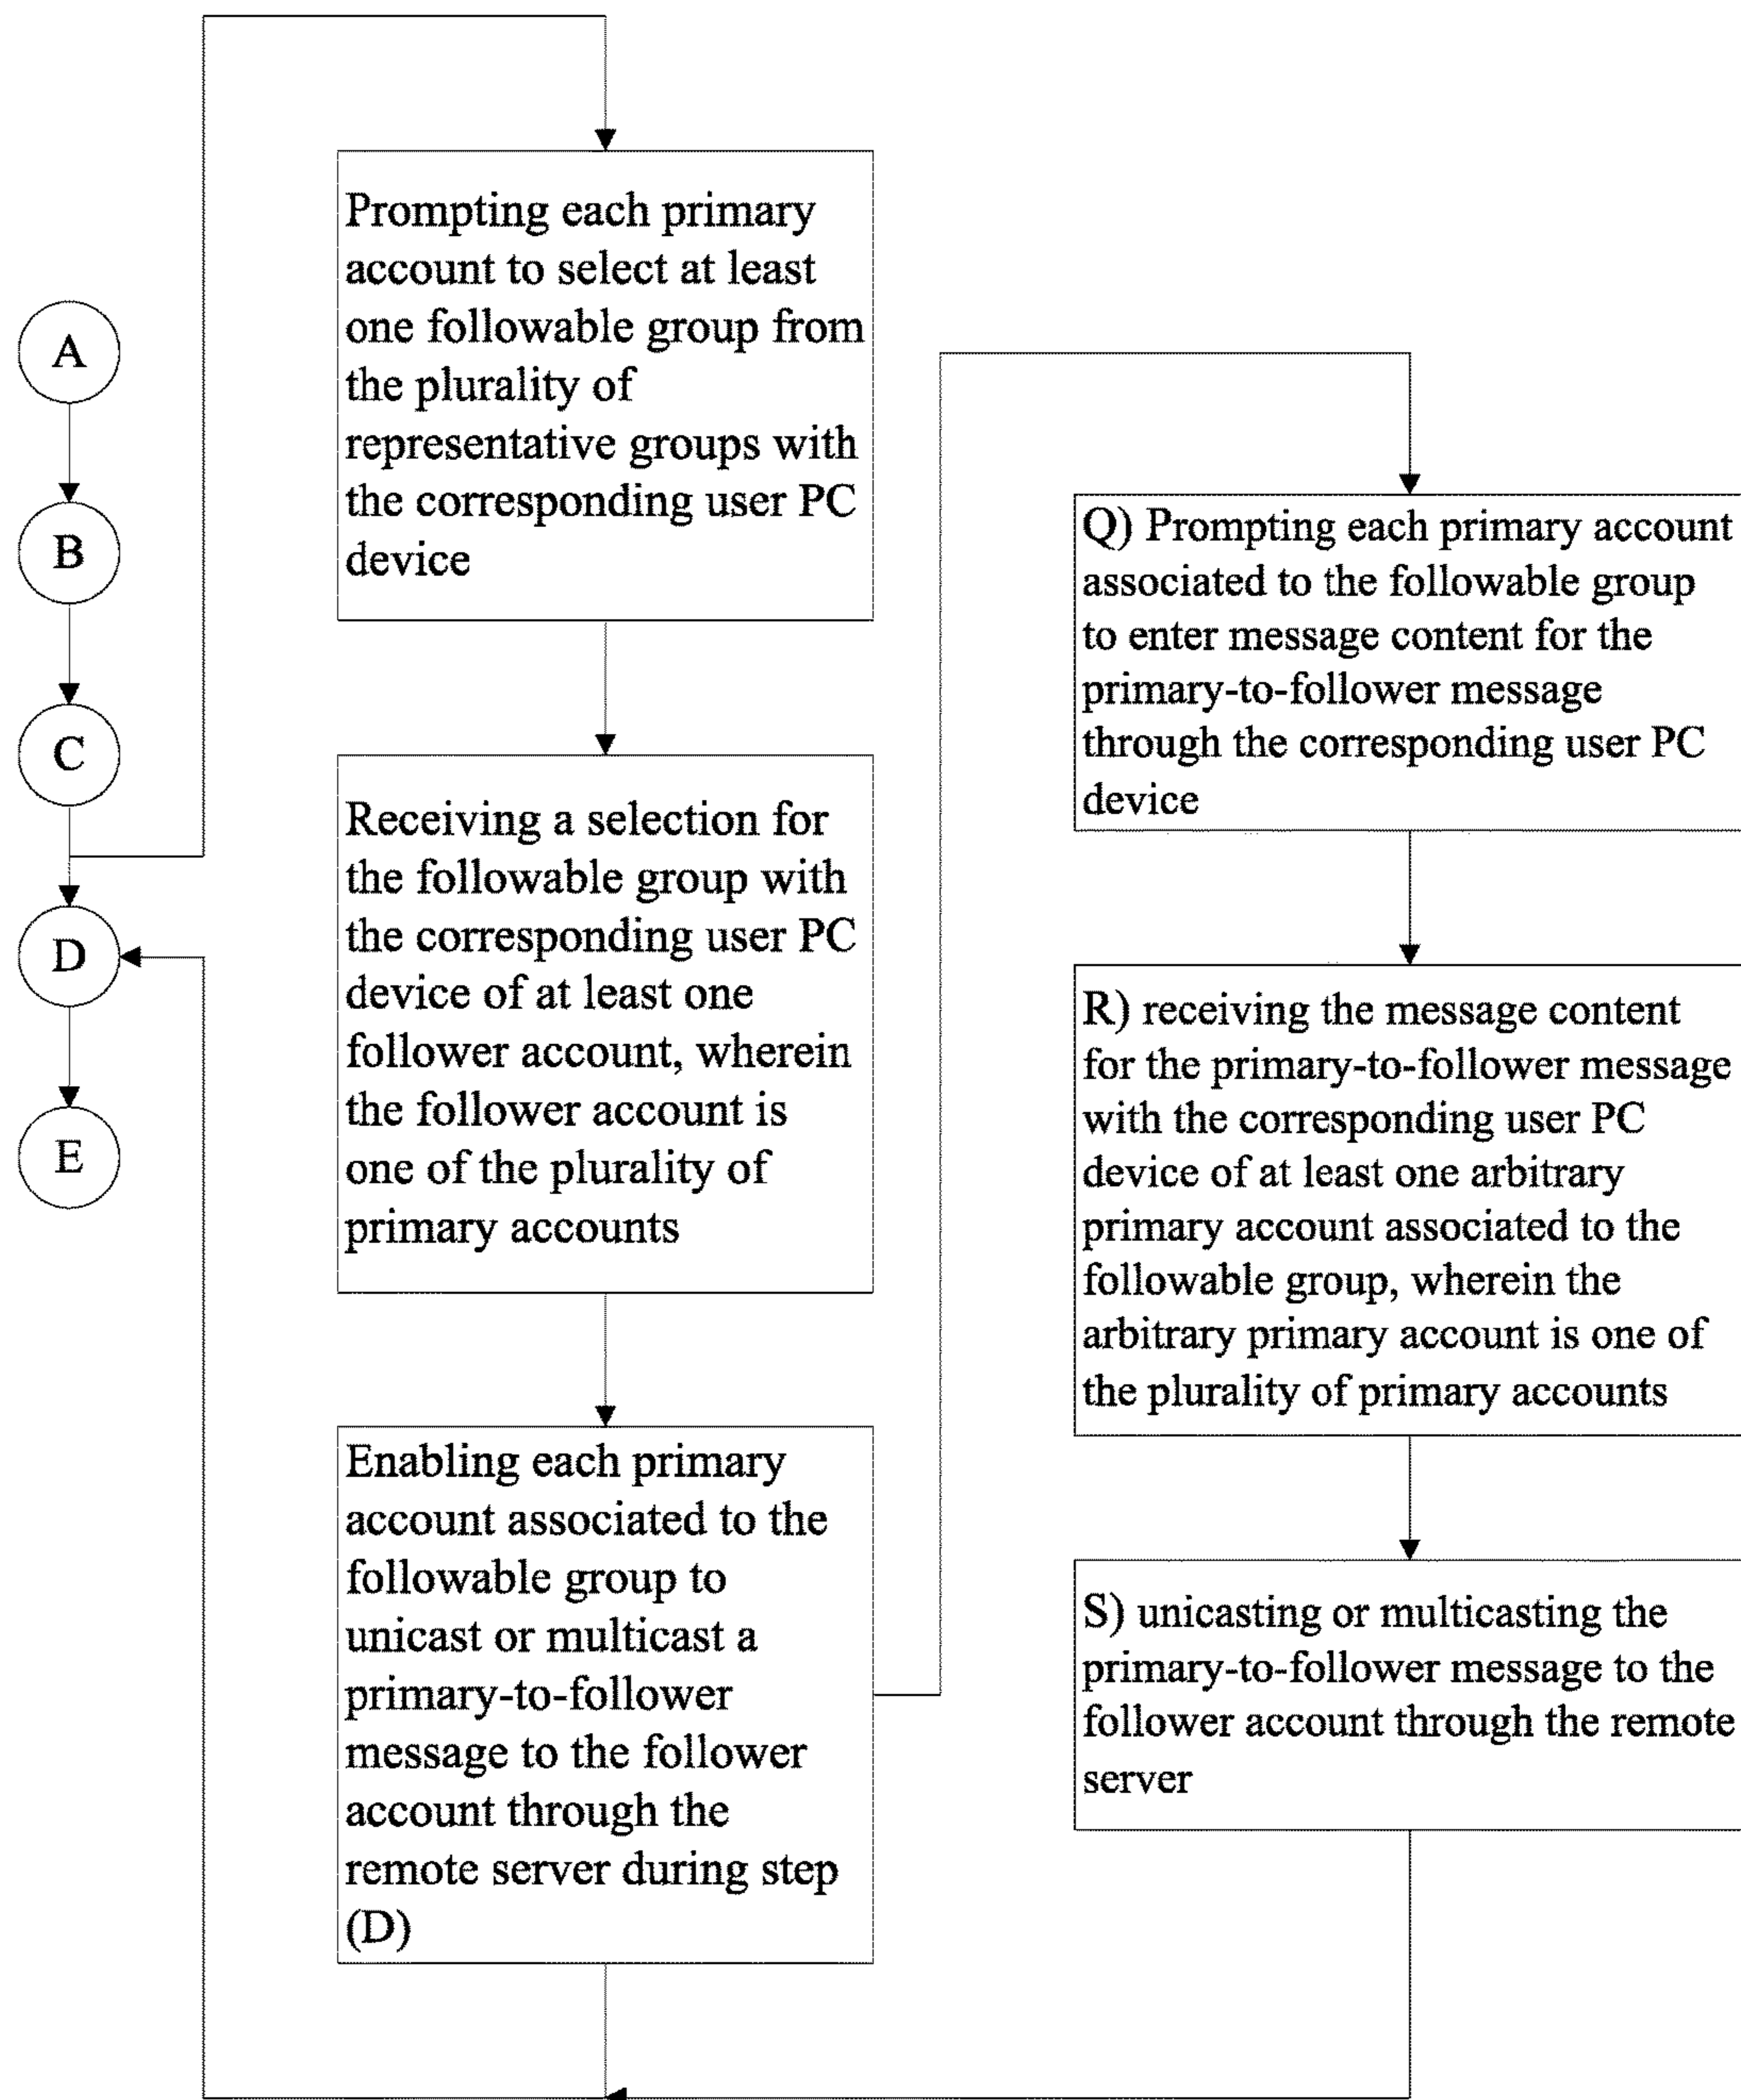 A
B
C
D
E
Prompting each primary
account to select at least
one followable group from
the plurality of
representative groups with
the corresponding user PC
device
Receiving a selection for
the followable group with
the corresponding user PC
device of at least one
follower account, wherein
the follower account is
one of the plurality of
primary accounts
Enabling each primary
account associated to the
followable group to
unicast or multicast a
primary-to-follower
message to the follower
account through the
remote server during step
(D)
Q) Prompting each primary account
associated to the followable group
to enter message content for the
primary-to-follower message
through the corresponding user PC
device
R) receiving the message content
for the primary-to-follower message
with the corresponding user PC
device of at least one arbitrary
primary account associated to the
followable group, wherein the
arbitrary primary account is one of
the plurality of primary accounts
S) unicasting or multicasting the
primary-to-follower message to the
follower account through the remote
server